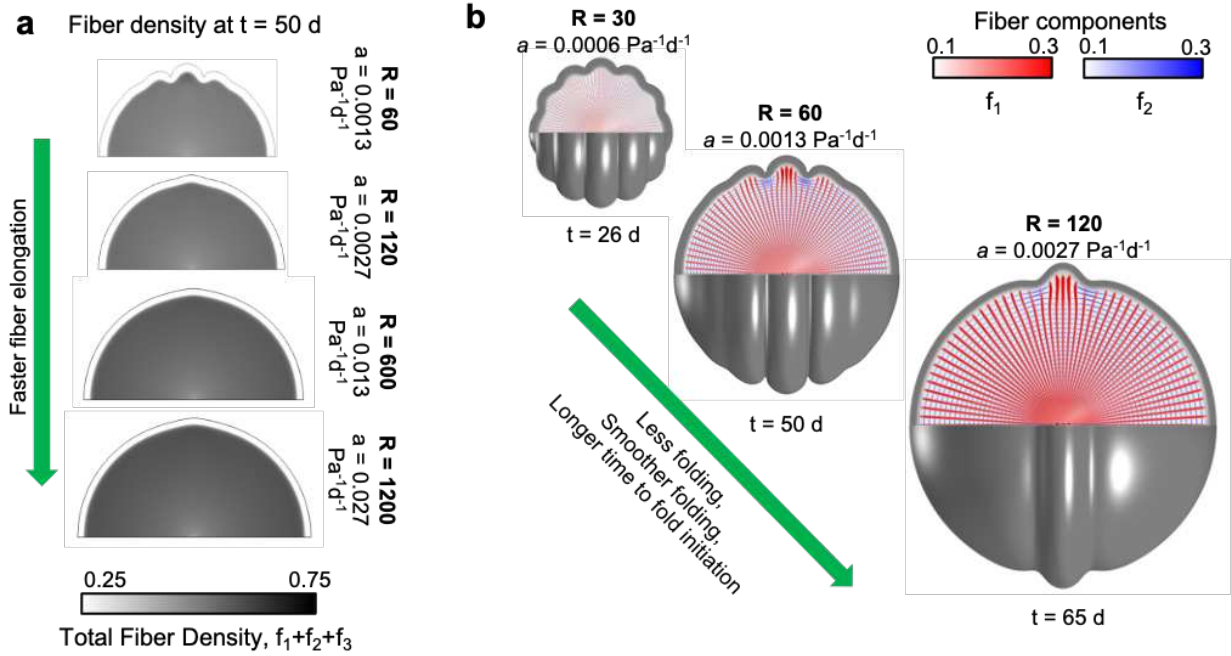 a
Fiber density at t = 50 d
R = 60
a = 0.0013
Pa⁻¹d⁻¹
R = 120
a = 0.0027
Pa⁻¹d⁻¹
R = 600
a = 0.013
Pa⁻¹d⁻¹
R = 1200
a = 0.027
Pa⁻¹d⁻¹
Faster fiber elongation
0.25 0.75
Total Fiber Density, f₁+f₂+f₃
b
R = 30
a = 0.0006 Pa⁻¹d⁻¹
t = 26 d
R = 60
a = 0.0013 Pa⁻¹d⁻¹
t = 50 d
R = 120
a = 0.0027 Pa⁻¹d⁻¹
t = 65 d
Less folding,
Smoother folding,
Longer time to fold initiation
Fiber components
0.1 0.3 0.1 0.3
f₁ f₂